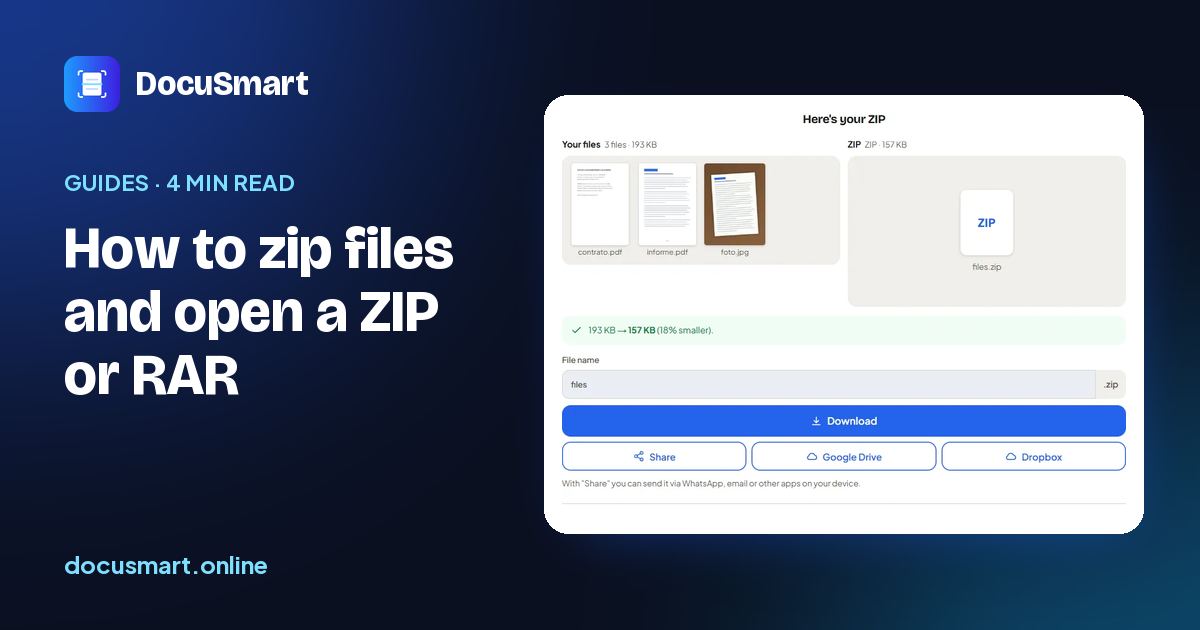 DocuSmart
GUIDES · 4 MIN READ
How to zip files
and open a ZIP
or RAR
docusmart.online
Here's your ZIP
Your files 3 files · 193 KB
contrato.pdf
informe.pdf
foto.jpg
ZIP ZIP · 157 KB
ZIP
files.zip
193 KB → 157 KB (18% smaller).
File name
files
.zip
Download
Share
Google Drive
Dropbox
With "Share" you can send it via WhatsApp, email or other apps on your device.